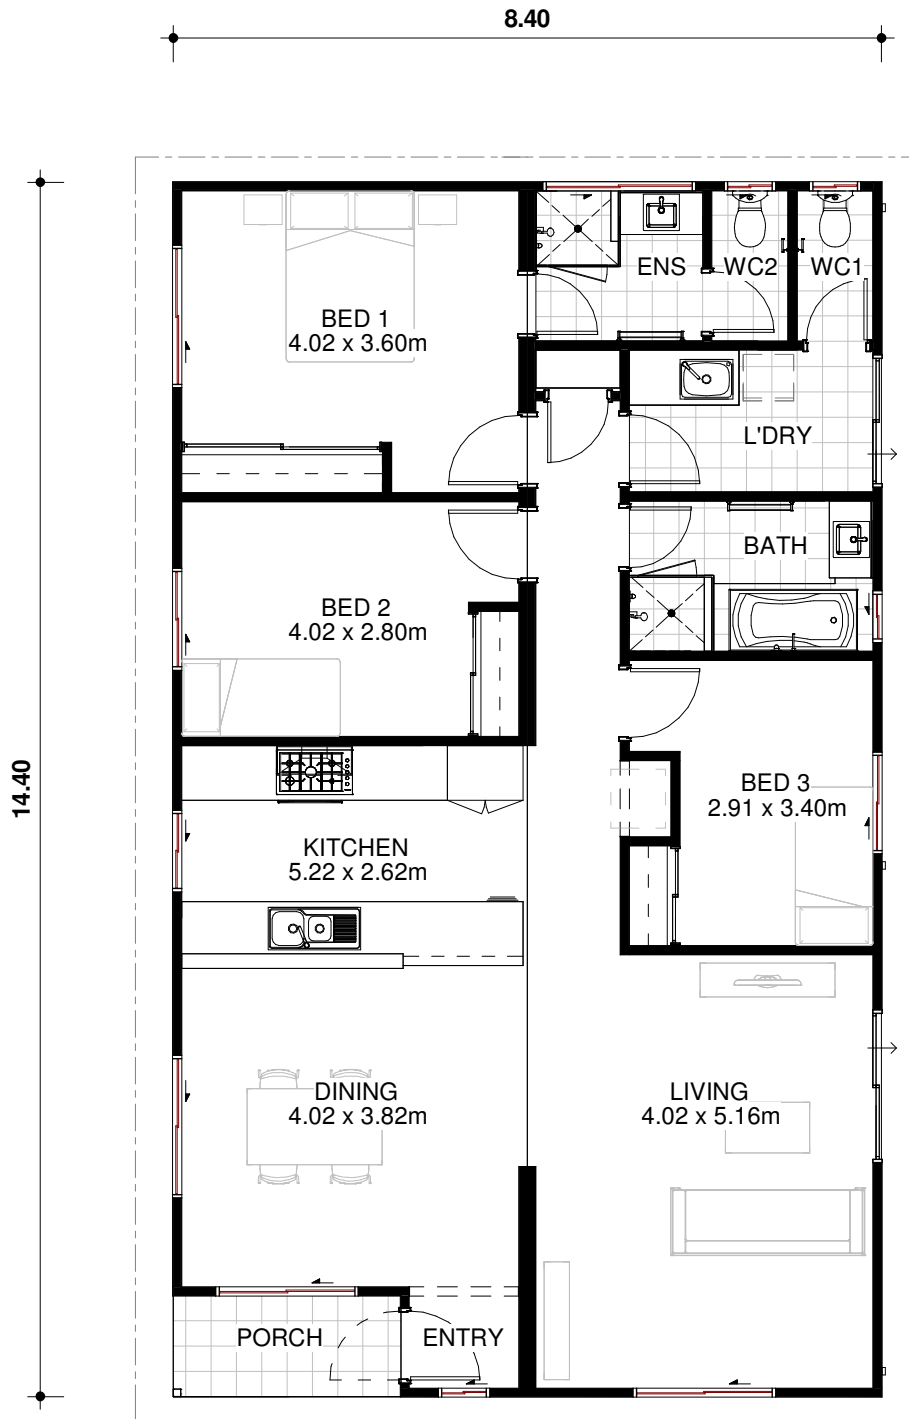 8.40
14.40
ENS
WC2
WC1
BED 1
4.02 x 3.60m
L'DRY
BATH
BED 2
4.02 x 2.80m
BED 3
2.91 x 3.40m
KITCHEN
5.22 x 2.62m
DINING
4.02 x 3.82m
LIVING
4.02 x 5.16m
PORCH
ENTRY